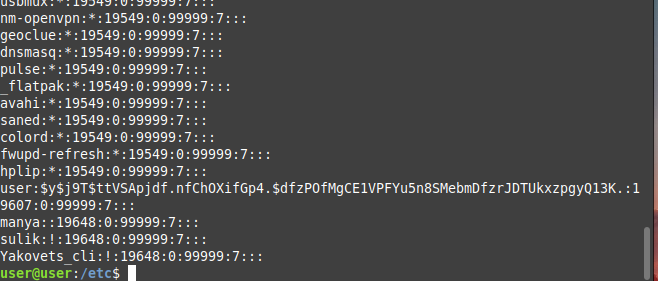 usbmux:*:19549:0:99999:7:::
nm-openvpn:*:19549:0:99999:7:::
geoclue:*:19549:0:99999:7:::
dnsmasq:*:19549:0:99999:7:::
pulse:*:19549:0:99999:7:::
_flatpak:*:19549:0:99999:7:::
avahi:*:19549:0:99999:7:::
saned:*:19549:0:99999:7:::
colord:*:19549:0:99999:7:::
fwupd-refresh:*:19549:0:99999:7:::
hplip:*:19549:0:99999:7:::
user:$y$j9T$ttVSApjdf.nfChOXifGp4.$dfzPOfMgCE1VPFYu5n8SMebmDfzrJDTUkxzpgyQ13K.:1
9607:0:99999:7:::
manya::19648:0:99999:7:::
sulik:!:19648:0:99999:7:::
Yakovets_cli:!:19648:0:99999:7:::
user@user:/etc$